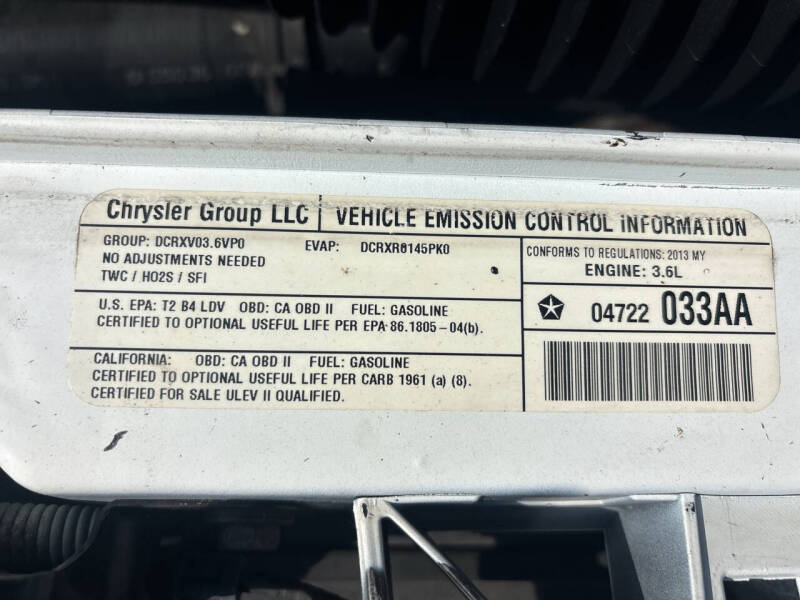 Chrysler Group LLC | VEHICLE EMISSION CONTROL INFORMATION
GROUP: DCRXV03.6VP0 EVAP: DCRXR0145PK0
NO ADJUSTMENTS NEEDED
TWC / HO2S / SFI
CONFORMS TO REGULATIONS: 2013 MY
ENGINE: 3.6L
U.S. EPA: T2 B4 LDV OBD: CA OBD II FUEL: GASOLINE
CERTIFIED TO OPTIONAL USEFUL LIFE PER EPA 86.1805-04(b).
04722 033AA
CALIFORNIA: OBD: CA OBD II FUEL: GASOLINE
CERTIFIED TO OPTIONAL USEFUL LIFE PER CARB 1961 (a) (8).
CERTIFIED FOR SALE ULEV II QUALIFIED.